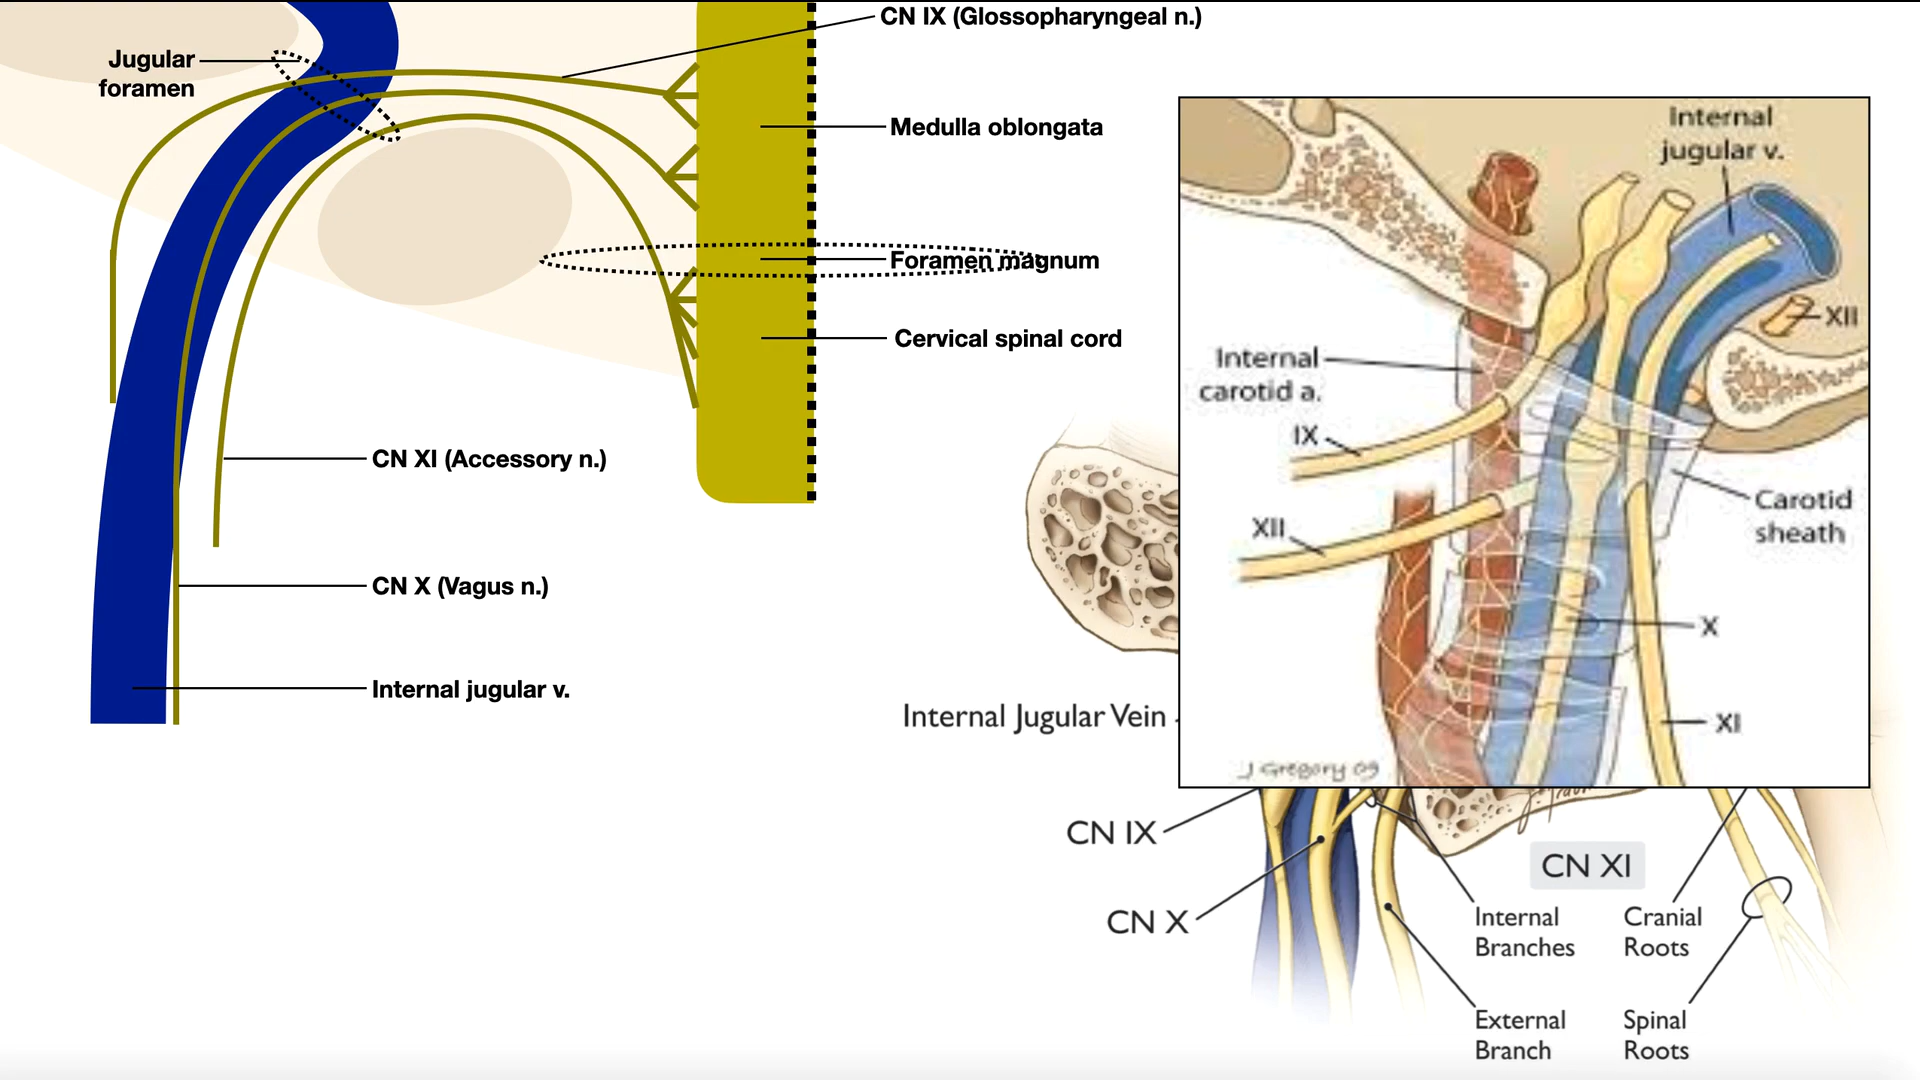 CN IX (Glossopharyngeal n.)
Jugular
foramen
Medulla oblongata
Foramen magnum
Cervical spinal cord
CN XI (Accessory n.)
CN X (Vagus n.)
Internal jugular v.
Internal
jugular v.
XII
Internal
carotid a.
IX
Carotid
sheath
XII
X
XI
J Gregory 09
Internal Jugular Vein
CN IX
CN X
CN XI
Internal
Branches
Cranial
Roots
External
Branch
Spinal
Roots